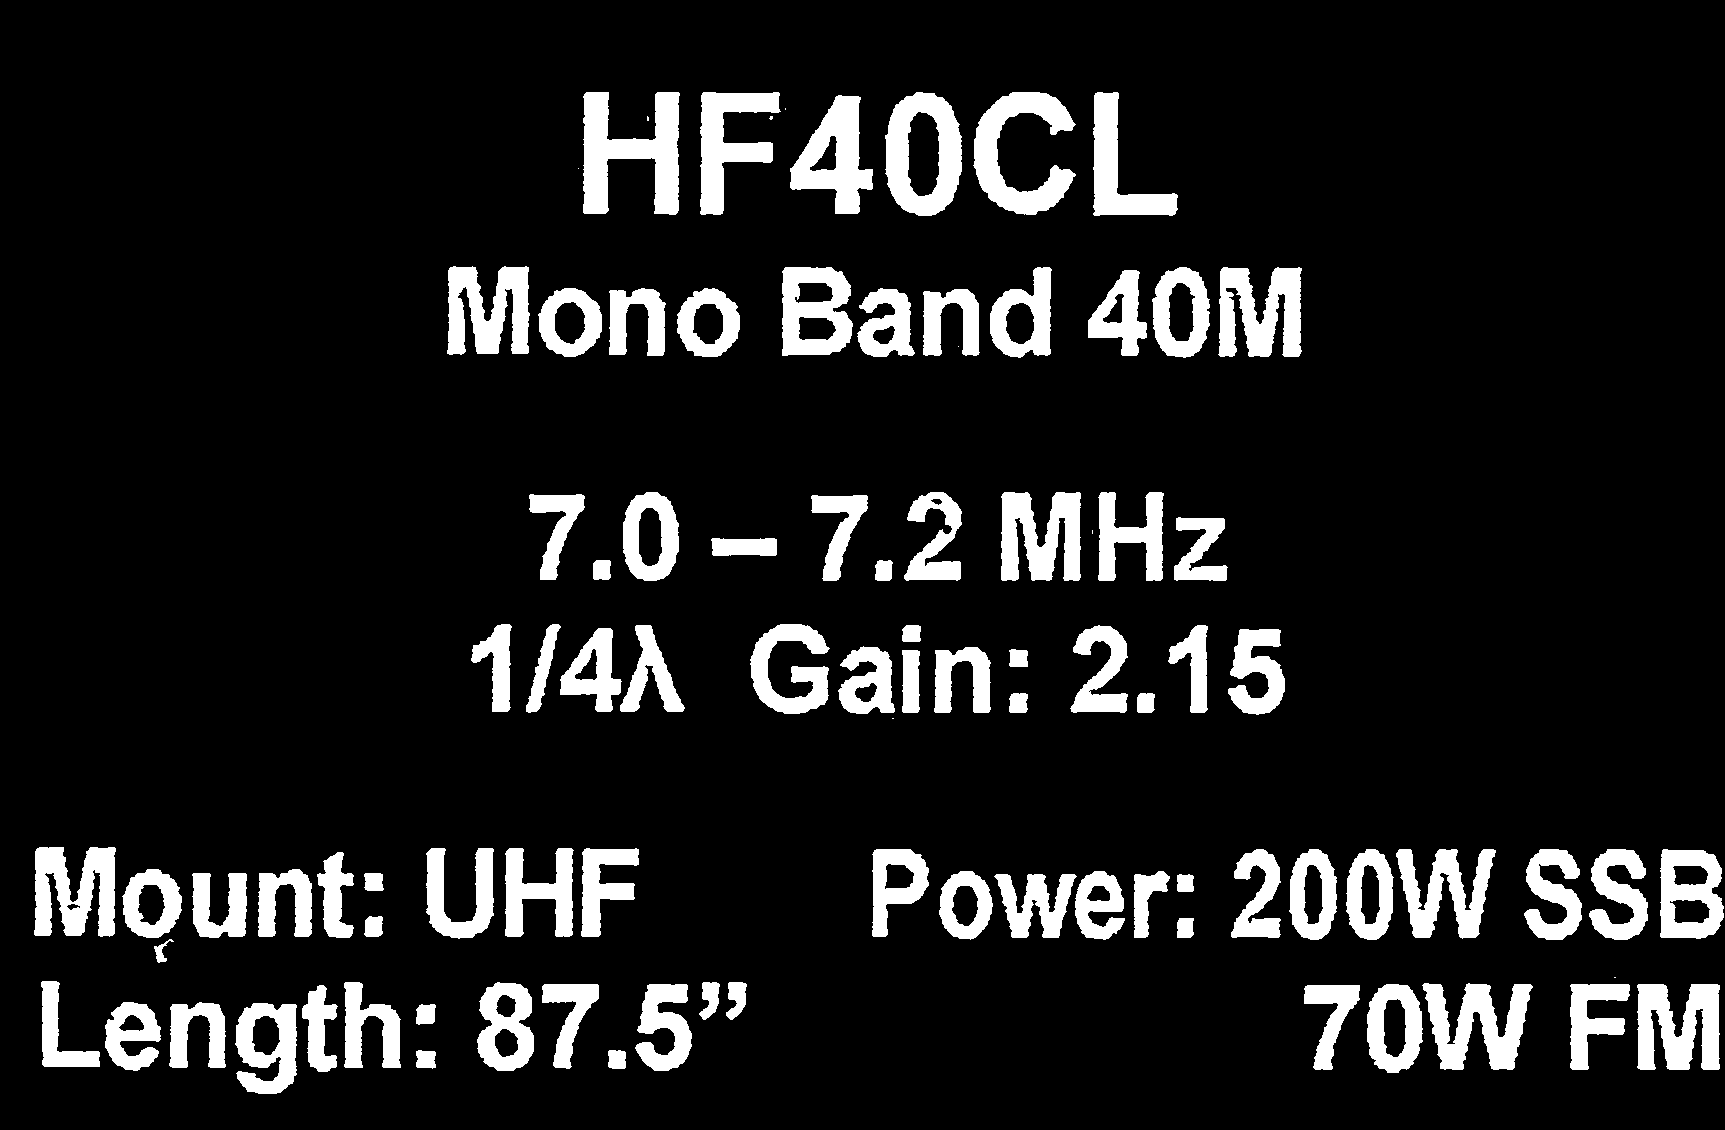 HF40CL
Mono Band 40M
7.0 – 7.2 MHz
1/4λ Gain: 2.15
Mount: UHF Power: 200W SSB
Length: 87.5” 70W FM